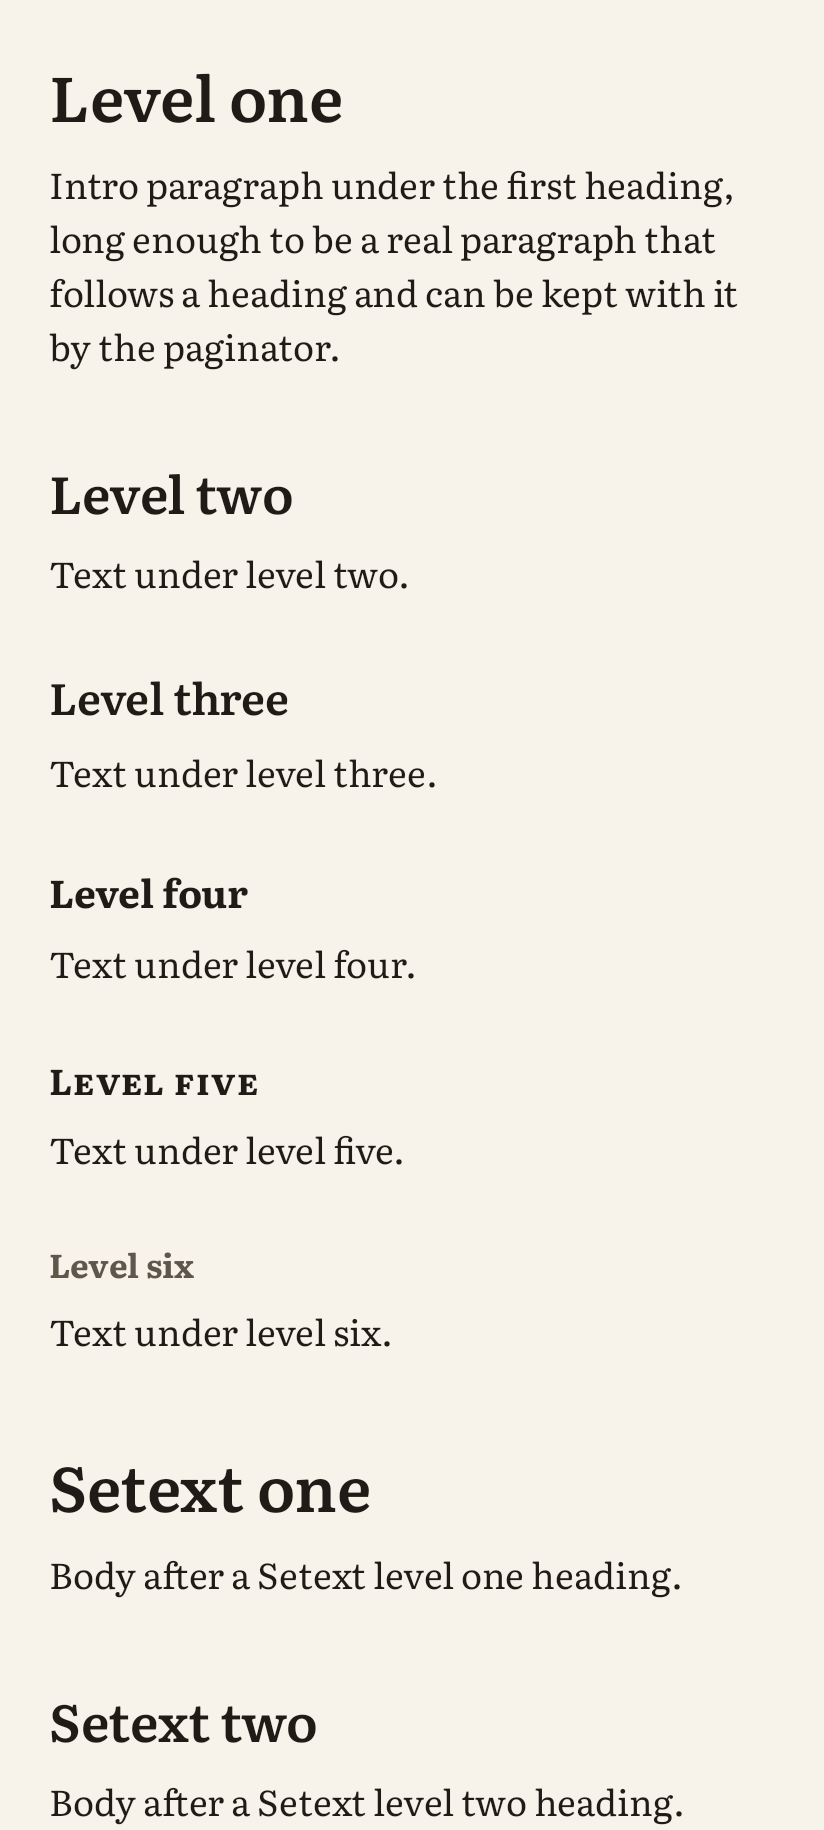 Level one
Intro paragraph under the first heading,
long enough to be a real paragraph that
follows a heading and can be kept with it
by the paginator.
Level two
Text under level two.
Level three
Text under level three.
Level four
Text under level four.
Level five
Text under level five.
Level six
Text under level six.
Setext one
Body after a Setext level one heading.
Setext two
Body after a Setext level two heading.